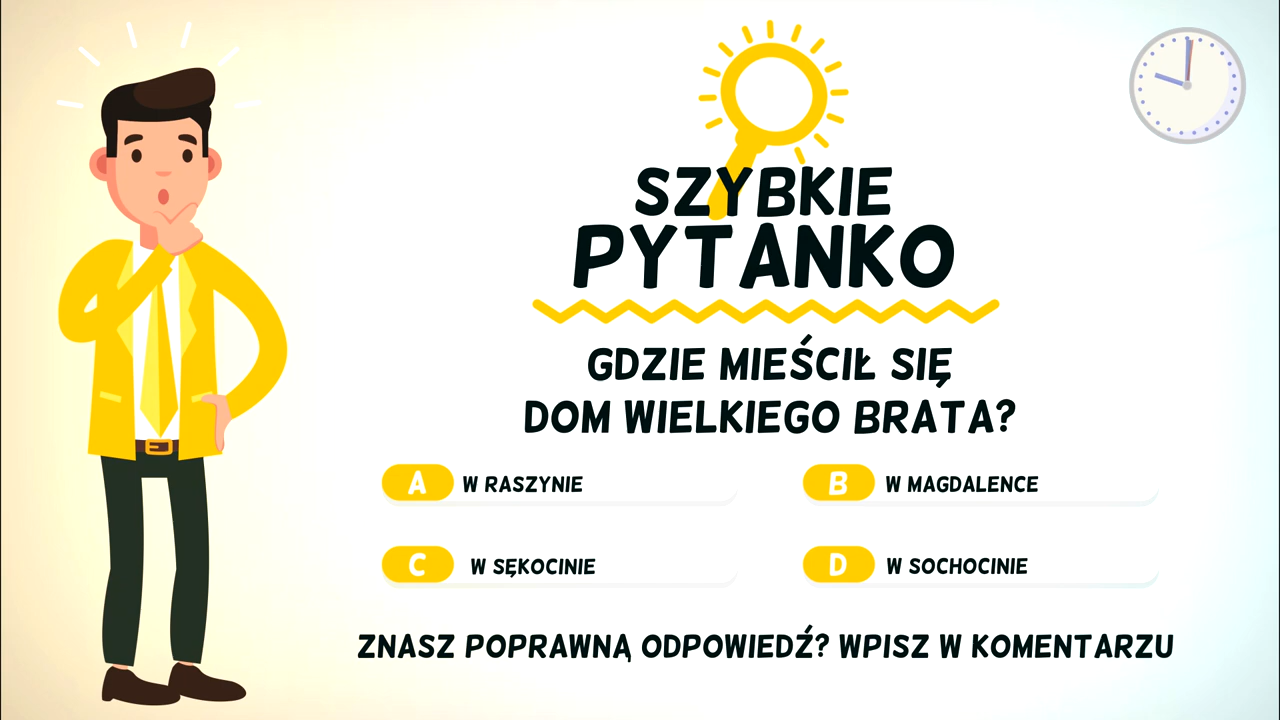 SZYBKIE
PYTANKO
GDZIE MIEŚCIŁ SIĘ
DOM WIELKIEGO BRATA?
A W RASZYNIE
B W MAGDALENCE
C W SĘKOCINIE
D W SOCHOCINIE
ZNASZ POPRAWNĄ ODPOWIEDŹ? WPISZ W KOMENTARZU